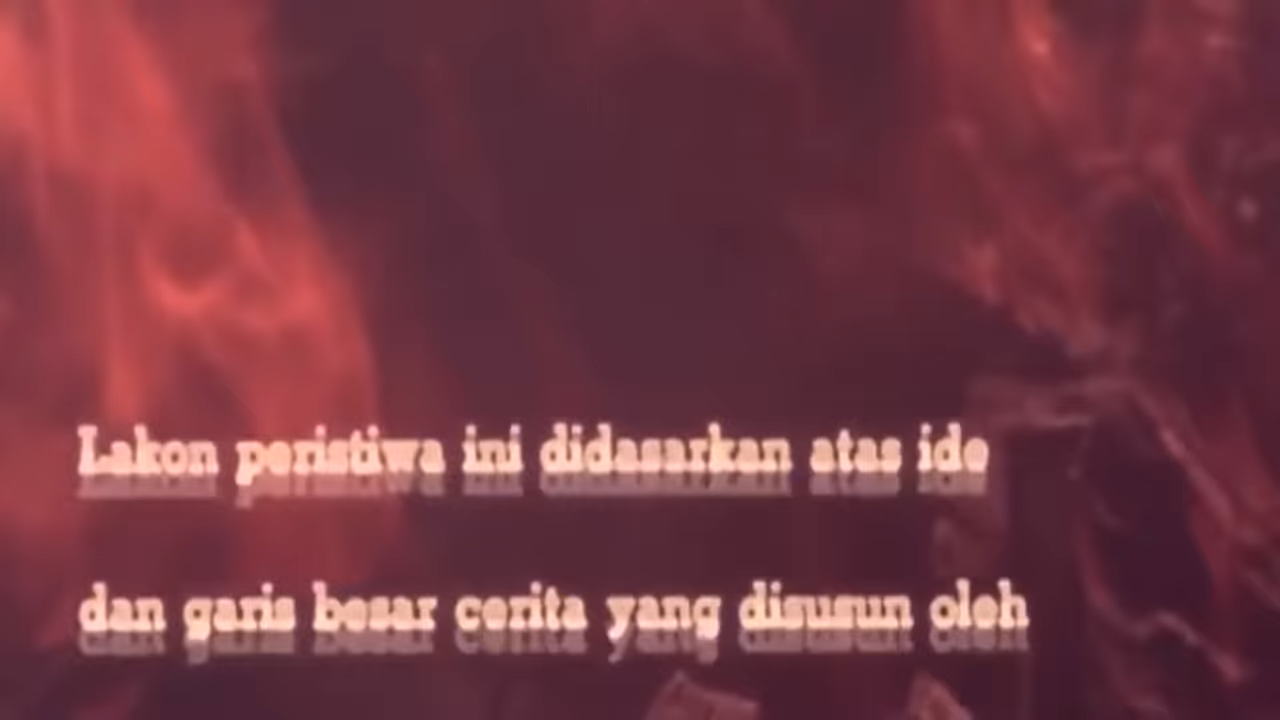 Lakon peristiwa ini didasarkan atas ide
dan garis besar cerita yang disusun oleh